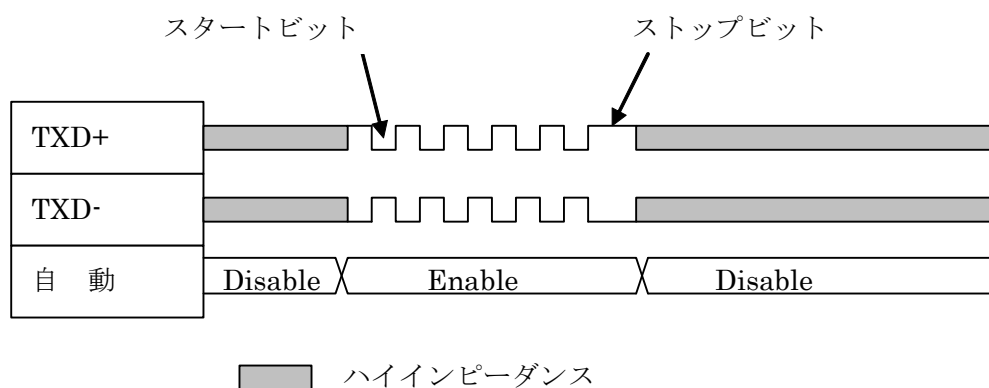 スタートビット ストップビット
TXD+
TXD-
自 動 Disable Enable Disable
ハイインピーダンス